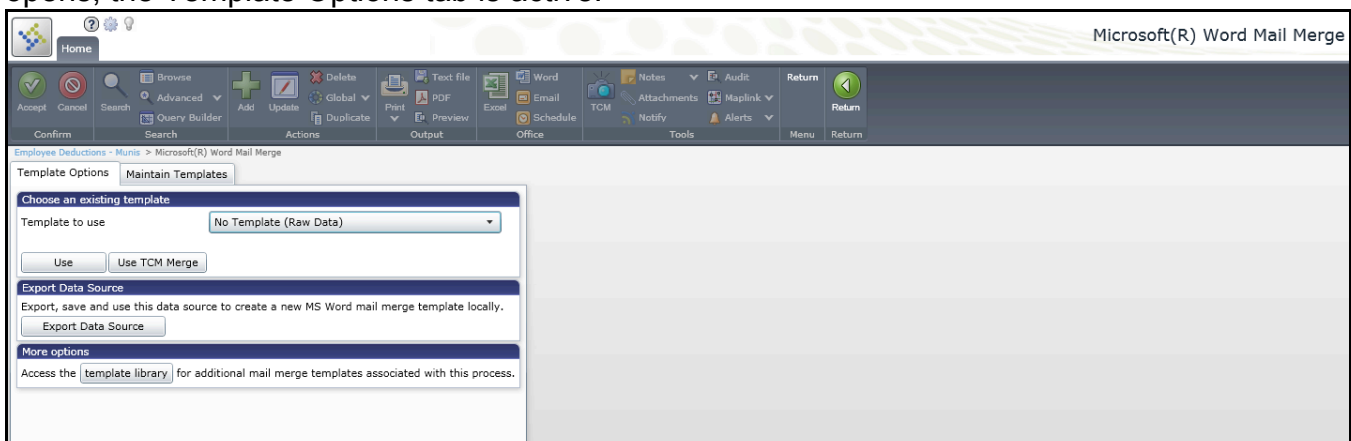 opens, the Template Options tab is active.
Microsoft(R) Word Mail Merge
Home
Accept
Cancel
Confirm
Search
Browse
Advanced
Query Builder
Search
Add
Update
Delete
Global
Duplicate
Actions
Print
Text file
PDF
Preview
Output
Excel
Word
Email
Schedule
Office
TCM
Notes
Attachments
Notify
Audit
Maplink
Alerts
Tools
Return
Menu
Return
Return
Employee Deductions - Munis > Microsoft(R) Word Mail Merge
Template Options Maintain Templates
Choose an existing template
Template to use No Template (Raw Data)
Use Use TCM Merge
Export Data Source
Export, save and use this data source to create a new MS Word mail merge template locally.
Export Data Source
More options
Access the template library for additional mail merge templates associated with this process.